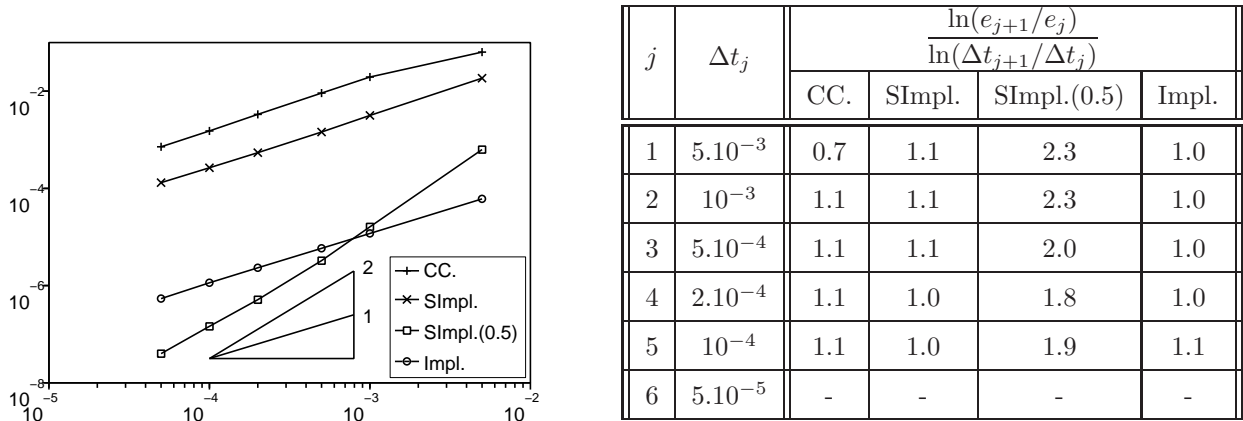 10⁻²
10⁻⁴
10⁻⁶
10⁻⁸
10⁻⁵ 10⁻⁴ 10⁻³ 10⁻²
2
1
CC.
SImpl.
SImpl.(0.5)
Impl.
j Δt_j ln(e_{j+1}/e_j)
ln(Δt_{j+1}/Δt_j)
CC. SImpl. SImpl.(0.5) Impl.
1 5.10⁻³ 0.7 1.1 2.3 1.0
2 10⁻³ 1.1 1.1 2.3 1.0
3 5.10⁻⁴ 1.1 1.1 2.0 1.0
4 2.10⁻⁴ 1.1 1.0 1.8 1.0
5 10⁻⁴ 1.1 1.0 1.9 1.1
6 5.10⁻⁵ - - - -